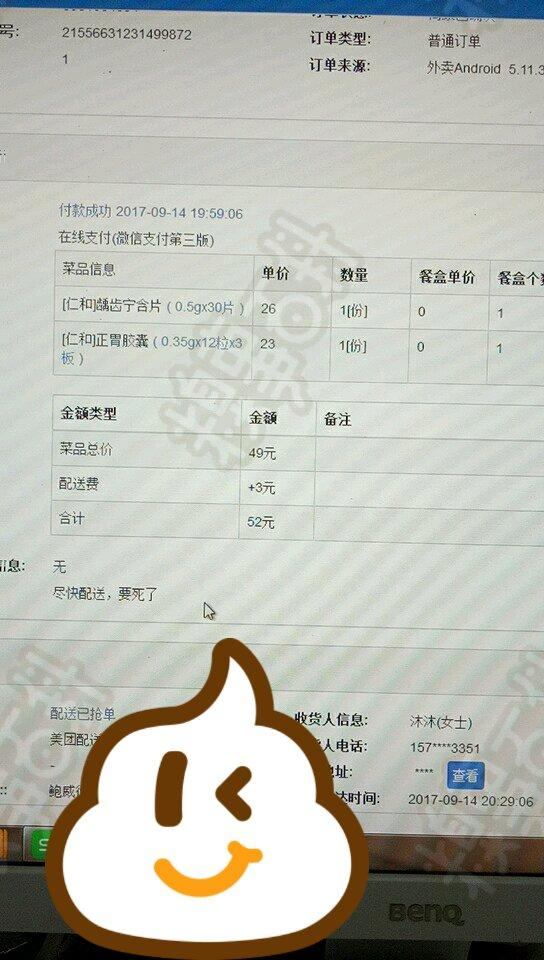 号:
21556631231499872
订单类型:
普通订单
1
订单来源:
外卖Android 5.11.3
付款成功 2017-09-14 19:59:06
在线支付(微信支付第三版)
菜品信息 单价 数量 餐盒单价 餐盒个数
[仁和]龋齿宁含片（0.5gx30片） 26 1[份] 0 1
[仁和]正胃胶囊（0.35gx12粒x3 23 1[份] 0 1
板）
金额类型 金额 备注
菜品总价 49元
配送费 +3元
合计 52元
信息: 无
尽快配送，要死了
配送已抢单
收货人信息: 沐沐(女士)
美团配送
人电话: 157****3351
地址: **** 查看
鲍威
达时间: 2017-09-14 20:29:06
BenQ